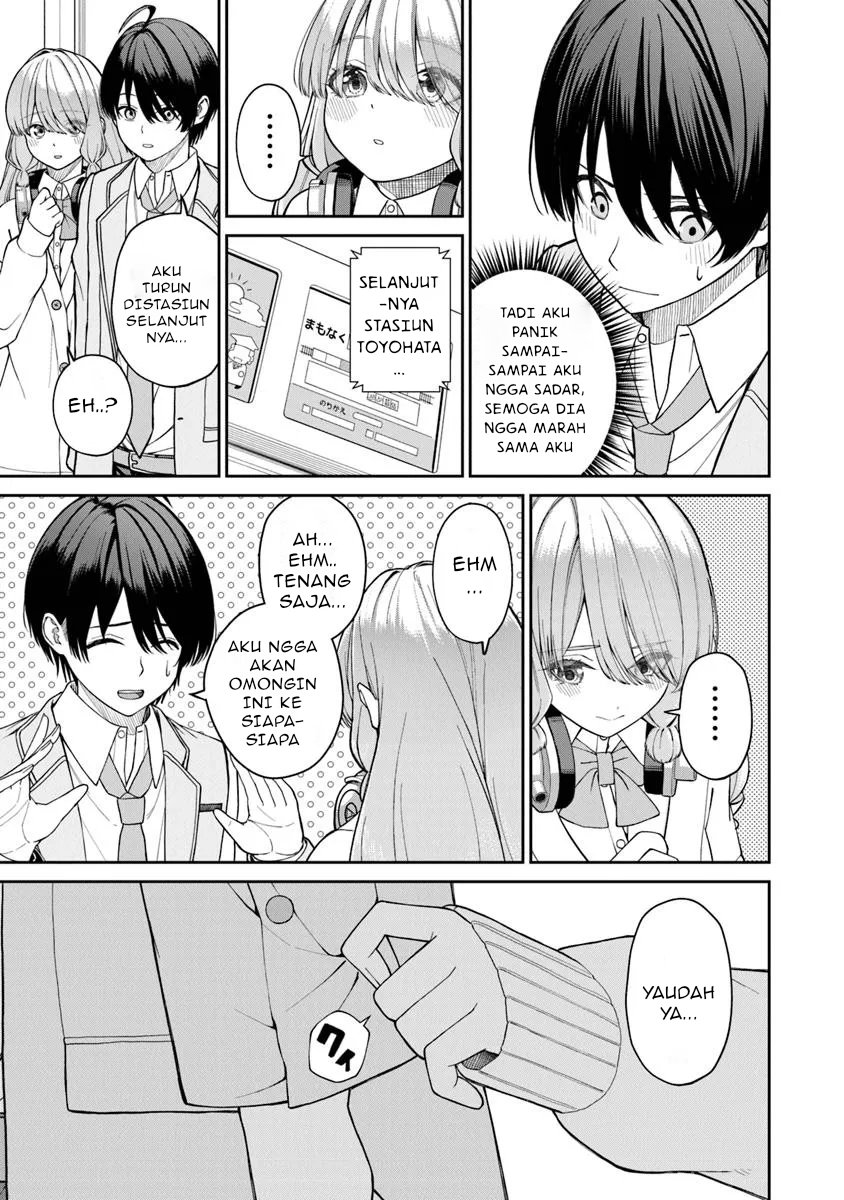 TADI AKU
PANIK
SAMPAI-
SAMPAI AKU
NGGA SADAR,
SEMOGA DIA
NGGA MARAH
SAMA AKU
......
SELANJUT
-NYA
STASIUN
TOYOHATA
...
まもなく
のりかえ
AKU
TURUN
DISTASIUN
SELANJUT
NYA...
EH..?
......
EHM
...
AH...
EHM..
TENANG
SAJA...
AKU NGGA
AKAN
OMONGIN
INI KE
SIAPA-
SIAPA
YAUDAH
YA...
クイ